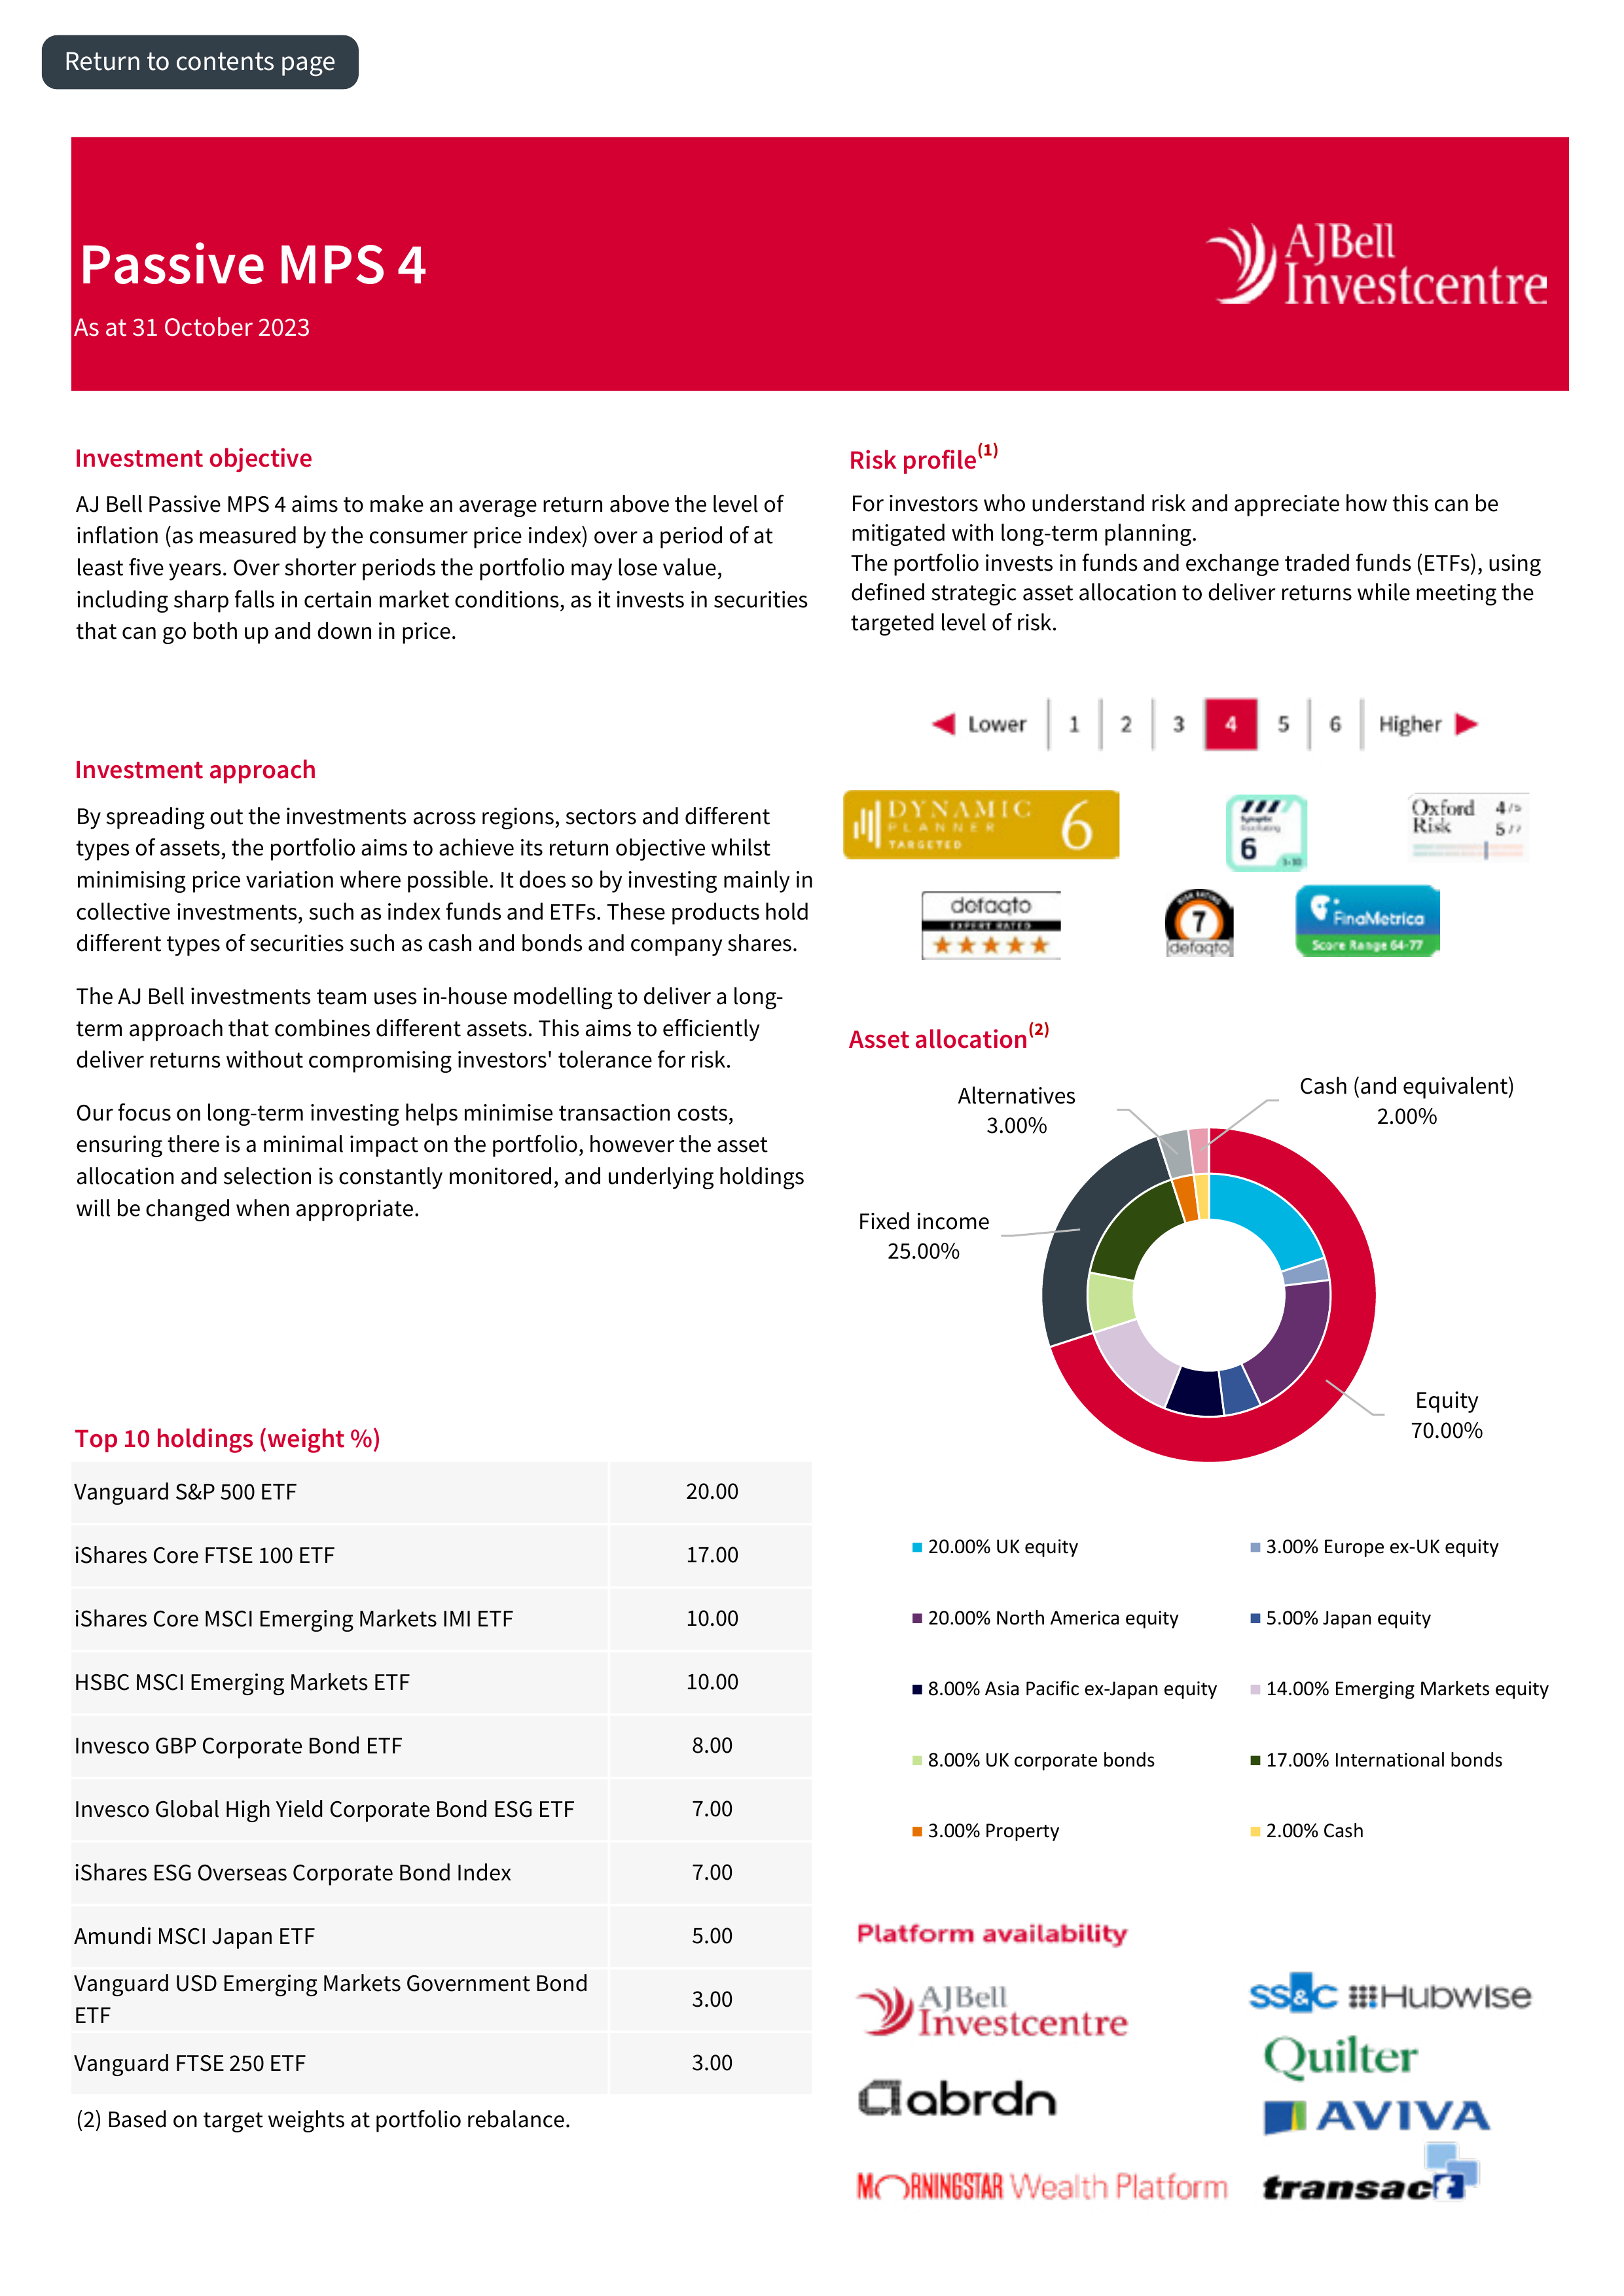 Return to contents page
Passive MPS 4
As at 31 October 2023
AJBell
Investcentre
Investment objective
AJ Bell Passive MPS 4 aims to make an average return above the level of
inflation (as measured by the consumer price index) over a period of at
least five years. Over shorter periods the portfolio may lose value,
including sharp falls in certain market conditions, as it invests in securities
that can go both up and down in price.
Investment approach
By spreading out the investments across regions, sectors and different
types of assets, the portfolio aims to achieve its return objective whilst
minimising price variation where possible. It does so by investing mainly in
collective investments, such as index funds and ETFs. These products hold
different types of securities such as cash and bonds and company shares.
The AJ Bell investments team uses in-house modelling to deliver a long-
term approach that combines different assets. This aims to efficiently
deliver returns without compromising investors' tolerance for risk.
Our focus on long-term investing helps minimise transaction costs,
ensuring there is a minimal impact on the portfolio, however the asset
allocation and selection is constantly monitored, and underlying holdings
will be changed when appropriate.
Top 10 holdings (weight %)
Vanguard S&P 500 ETF 20.00
iShares Core FTSE 100 ETF 17.00
iShares Core MSCI Emerging Markets IMI ETF 10.00
HSBC MSCI Emerging Markets ETF 10.00
Invesco GBP Corporate Bond ETF 8.00
Invesco Global High Yield Corporate Bond ESG ETF 7.00
iShares ESG Overseas Corporate Bond Index 7.00
Amundi MSCI Japan ETF 5.00
Vanguard USD Emerging Markets Government Bond
ETF 3.00
Vanguard FTSE 250 ETF 3.00
(2) Based on target weights at portfolio rebalance.
Risk profile(1)
For investors who understand risk and appreciate how this can be
mitigated with long-term planning.
The portfolio invests in funds and exchange traded funds (ETFs), using
defined strategic asset allocation to deliver returns while meeting the
targeted level of risk.
Lower 1 2 3 4 5 6 Higher
DYNAMIC
PLANNER
TARGETED
6
Synaptic
Risk Rating
6
1-10
Oxford
Risk
4/5
5/7
defaqto
EXPERT RATED
RISK RATING
7
defaqto
FinaMetrica
Score Range 64-77
Asset allocation(2)
Alternatives
3.00%
Cash (and equivalent)
2.00%
Fixed income
25.00%
Equity
70.00%
20.00% UK equity
3.00% Europe ex-UK equity
20.00% North America equity
5.00% Japan equity
8.00% Asia Pacific ex-Japan equity
14.00% Emerging Markets equity
8.00% UK corporate bonds
17.00% International bonds
3.00% Property
2.00% Cash
Platform availability
AJBell
Investcentre
SS&C Hubwise
Quilter
abrdn
AVIVA
MORNINGSTAR Wealth Platform
transact